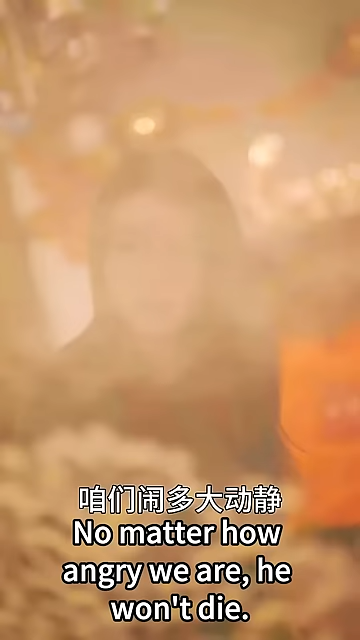 咱们闹多大动静
No matter how
angry we are, he
won't die.